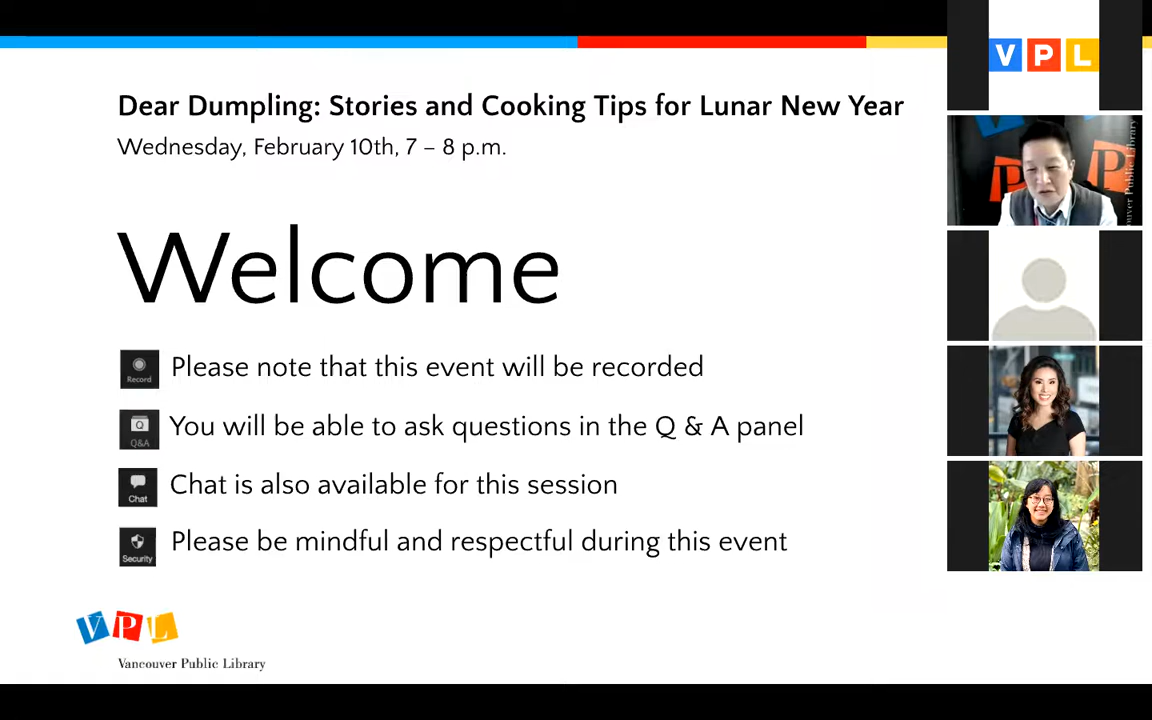 Dear Dumpling: Stories and Cooking Tips for Lunar New Year
Wednesday, February 10th, 7 – 8 p.m.
Welcome
Record
Please note that this event will be recorded
Q
Q&A
You will be able to ask questions in the Q & A panel
Chat
Chat is also available for this session
Security
Please be mindful and respectful during this event
VPL
Vancouver Public Library
VPL
P
P
ouver Public Library